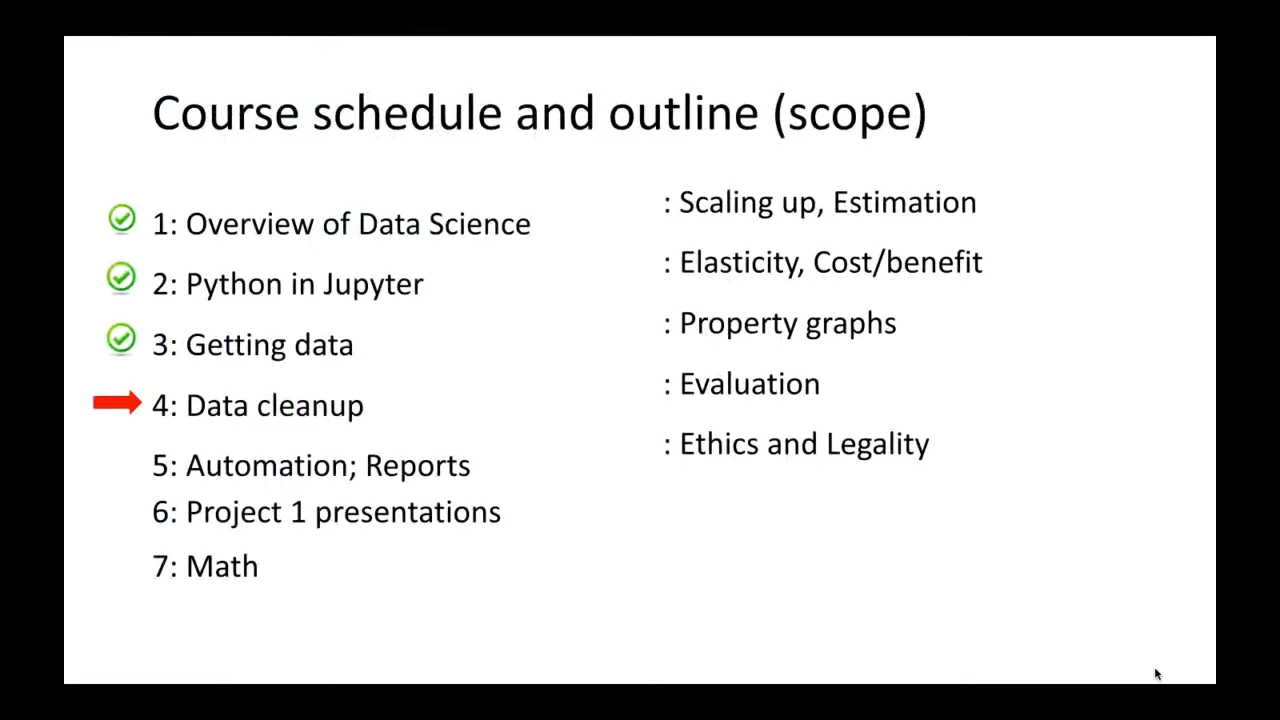 Course schedule and outline (scope)
1: Overview of Data Science
2: Python in Jupyter
3: Getting data
4: Data cleanup
5: Automation; Reports
6: Project 1 presentations
7: Math
: Scaling up, Estimation
: Elasticity, Cost/benefit
: Property graphs
: Evaluation
: Ethics and Legality